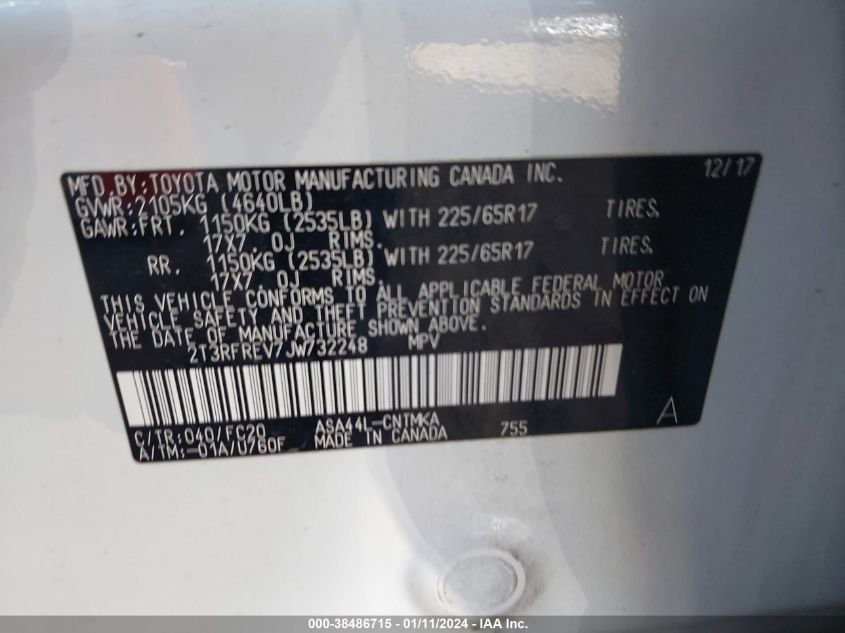 MFD.BY:TOYOTA MOTOR MANUFACTURING CANADA INC. 12/17
GVWR:2105KG (4640LB)
GAWR:FRT. 1150KG (2535LB) WITH 225/65R17 TIRES.
17X7.0J RIMS.
RR. 1150KG (2535LB) WITH 225/65R17 TIRES.
17X7.0J RIMS.
THIS VEHICLE CONFORMS TO ALL APPLICABLE FEDERAL MOTOR
VEHICLE SAFETY AND THEFT PREVENTION STANDARDS IN EFFECT ON
THE DATE OF MANUFACTURE SHOWN ABOVE.
2T3RFREV7JW732248 MPV
C/TR:040/FC20 ASA44L-CNTMKA 755 A
A/TM:-01A/U760F MADE IN CANADA
000-38486715 - 01/11/2024 - IAA Inc.